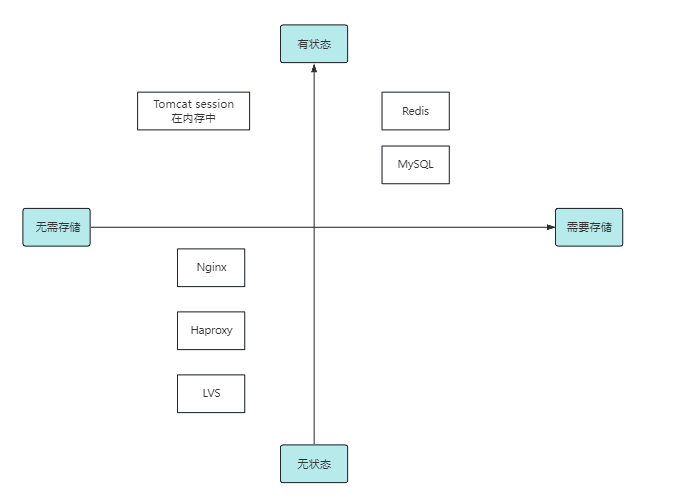 有状态
Tomcat session
在内存中
Redis
MySQL
无需存储
需要存储
Nginx
Haproxy
LVS
无状态